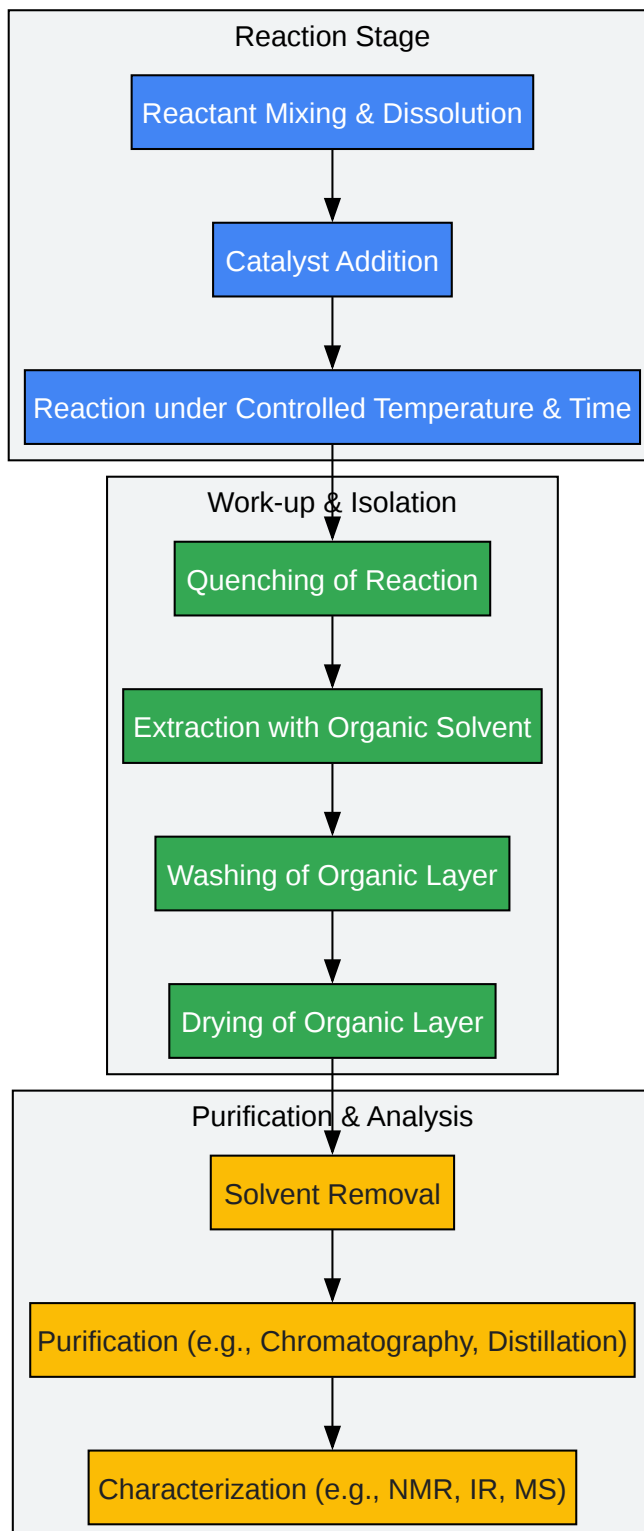 Reaction Stage
Reactant Mixing & Dissolution
Catalyst Addition
Reaction under Controlled Temperature & Time
Work-up & Isolation
Quenching of Reaction
Extraction with Organic Solvent
Washing of Organic Layer
Drying of Organic Layer
Purification & Analysis
Solvent Removal
Purification (e.g., Chromatography, Distillation)
Characterization (e.g., NMR, IR, MS)